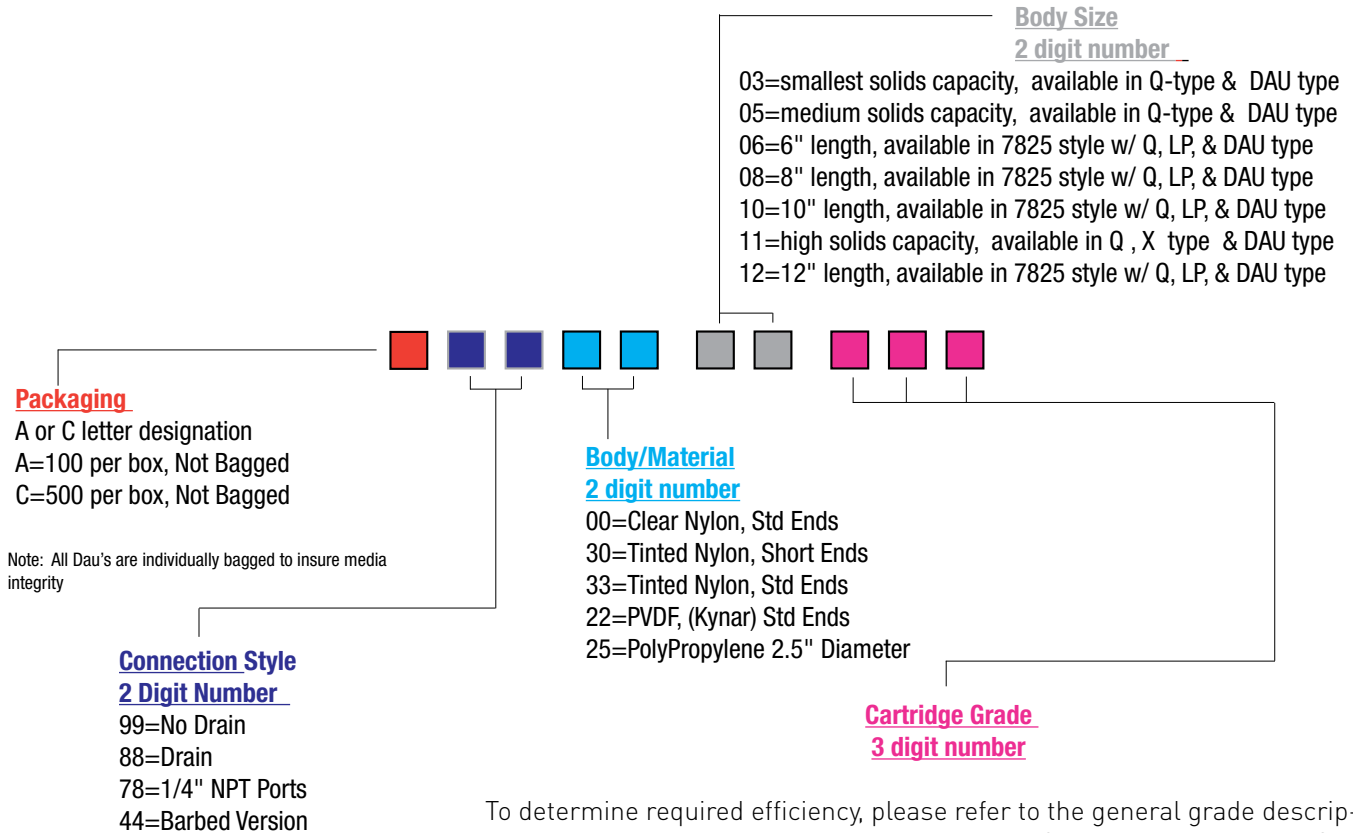 Body Size
2 digit number
03=smallest solids capacity, available in Q-type & DAU type
05=medium solids capacity, available in Q-type & DAU type
06=6" length, available in 7825 style w/ Q, LP, & DAU type
08=8" length, available in 7825 style w/ Q, LP, & DAU type
10=10" length, available in 7825 style w/ Q, LP, & DAU type
11=high solids capacity, available in Q , X type & DAU type
12=12" length, available in 7825 style w/ Q, LP, & DAU type
Packaging
A or C letter designation
A=100 per box, Not Bagged
C=500 per box, Not Bagged
Note: All Dau's are individually bagged to insure media
integrity
Body/Material
2 digit number
00=Clear Nylon, Std Ends
30=Tinted Nylon, Short Ends
33=Tinted Nylon, Std Ends
22=PVDF, (Kynar) Std Ends
25=PolyPropylene 2.5" Diameter
Connection Style
2 Digit Number
99=No Drain
88=Drain
78=1/4" NPT Ports
44=Barbed Version
Cartridge Grade
3 digit number
To determine required efficiency, please refer to the general grade descrip-